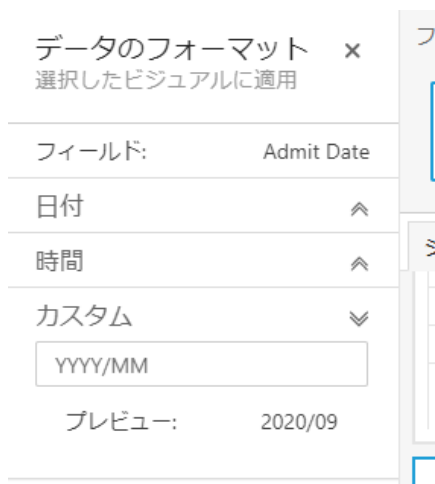 データのフォーマット ×
選択したビジュアルに適用
フィールド: Admit Date
日付
時間
カスタム
YYYY/MM
プレビュー: 2020/09